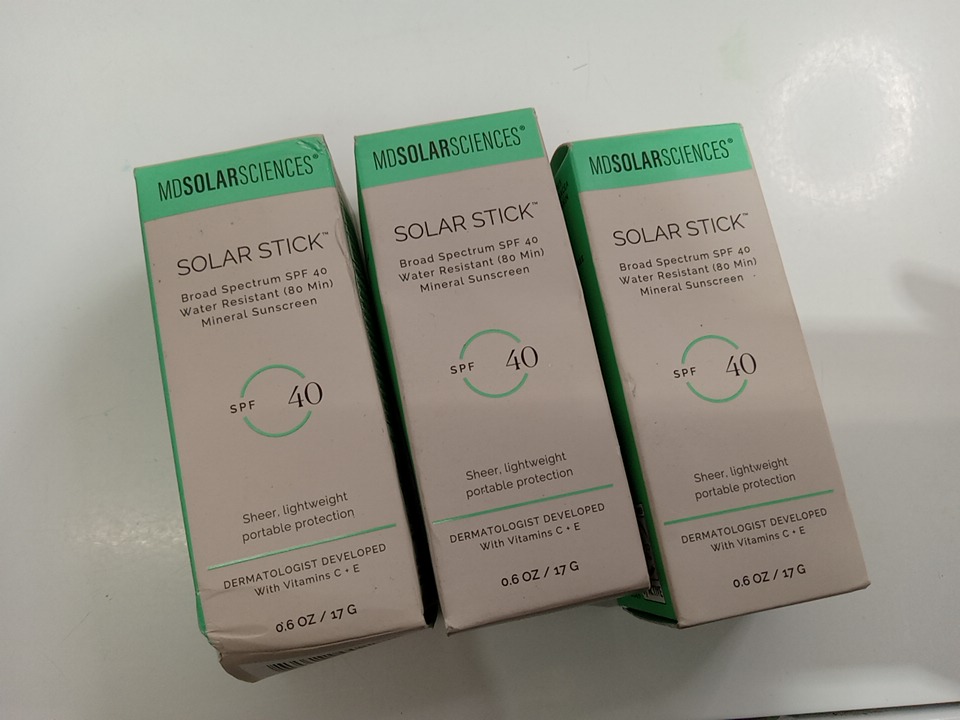 MDSOLARSCIENCES®
SOLAR STICK™
Broad Spectrum SPF 40
Water Resistant (80 Min)
Mineral Sunscreen
SPF 40
Sheer, lightweight
portable protection
DERMATOLOGIST DEVELOPED
With Vitamins C + E
0.6 OZ / 17 G
MDSOLARSCIENCES®
SOLAR STICK™
Broad Spectrum SPF 40
Water Resistant (80 Min)
Mineral Sunscreen
SPF 40
Sheer, lightweight
portable protection
DERMATOLOGIST DEVELOPED
With Vitamins C + E
0.6 OZ / 17 G
MDSOLARSCIENCES®
SOLAR STICK™
Broad Spectrum SPF 40
Water Resistant (80 Min)
Mineral Sunscreen
SPF 40
Sheer, lightweight
portable protection
DERMATOLOGIST DEVELOPED
With Vitamins C + E
0.6 OZ / 17 G